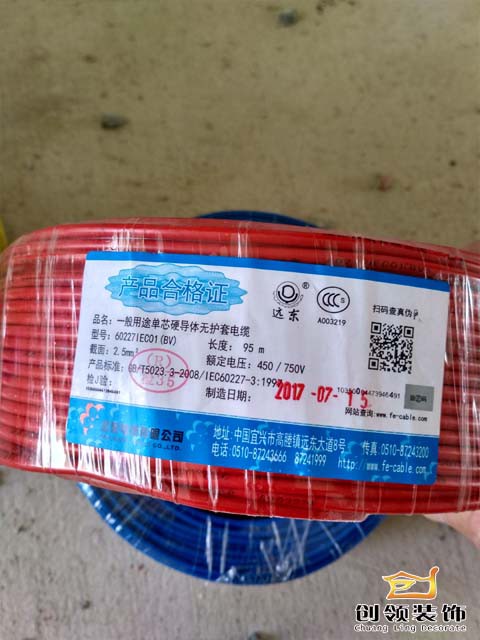 产品合格证
远东
CCC S
A003219
扫码查真伪
品名: 一般用途单芯硬导体无护套电缆
型号: 60227IEC01(BV)
长度: 95 m
截面: 2.5mm²
额定电压: 450/750V
产品标准: GB/T5023.3-2008/IEC60227-3:1997
检验:
(R)
制造日期: 2017-07-15
网站查询: www.fe-cable.com
公司
CO.,LTD.
地址: 中国宜兴市高塍镇远东大道8号 传真: 0510-87243200
电话: 0510-87243666 87241999 http://www.fe-cable.com
创领装饰
Chuang Ling Decorate